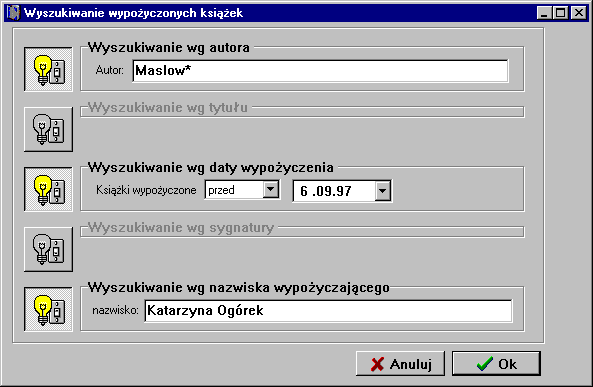 Wyszukiwanie wypożyczonych książek
Wyszukiwanie wg autora
Autor: Maslow*
Wyszukiwanie wg tytułu
Wyszukiwanie wg daty wypożyczenia
Książki wypożyczone przed 6 .09.97
Wyszukiwanie wg sygnatury
Wyszukiwanie wg nazwiska wypożyczającego
nazwisko: Katarzyna Ogórek
Anuluj Ok